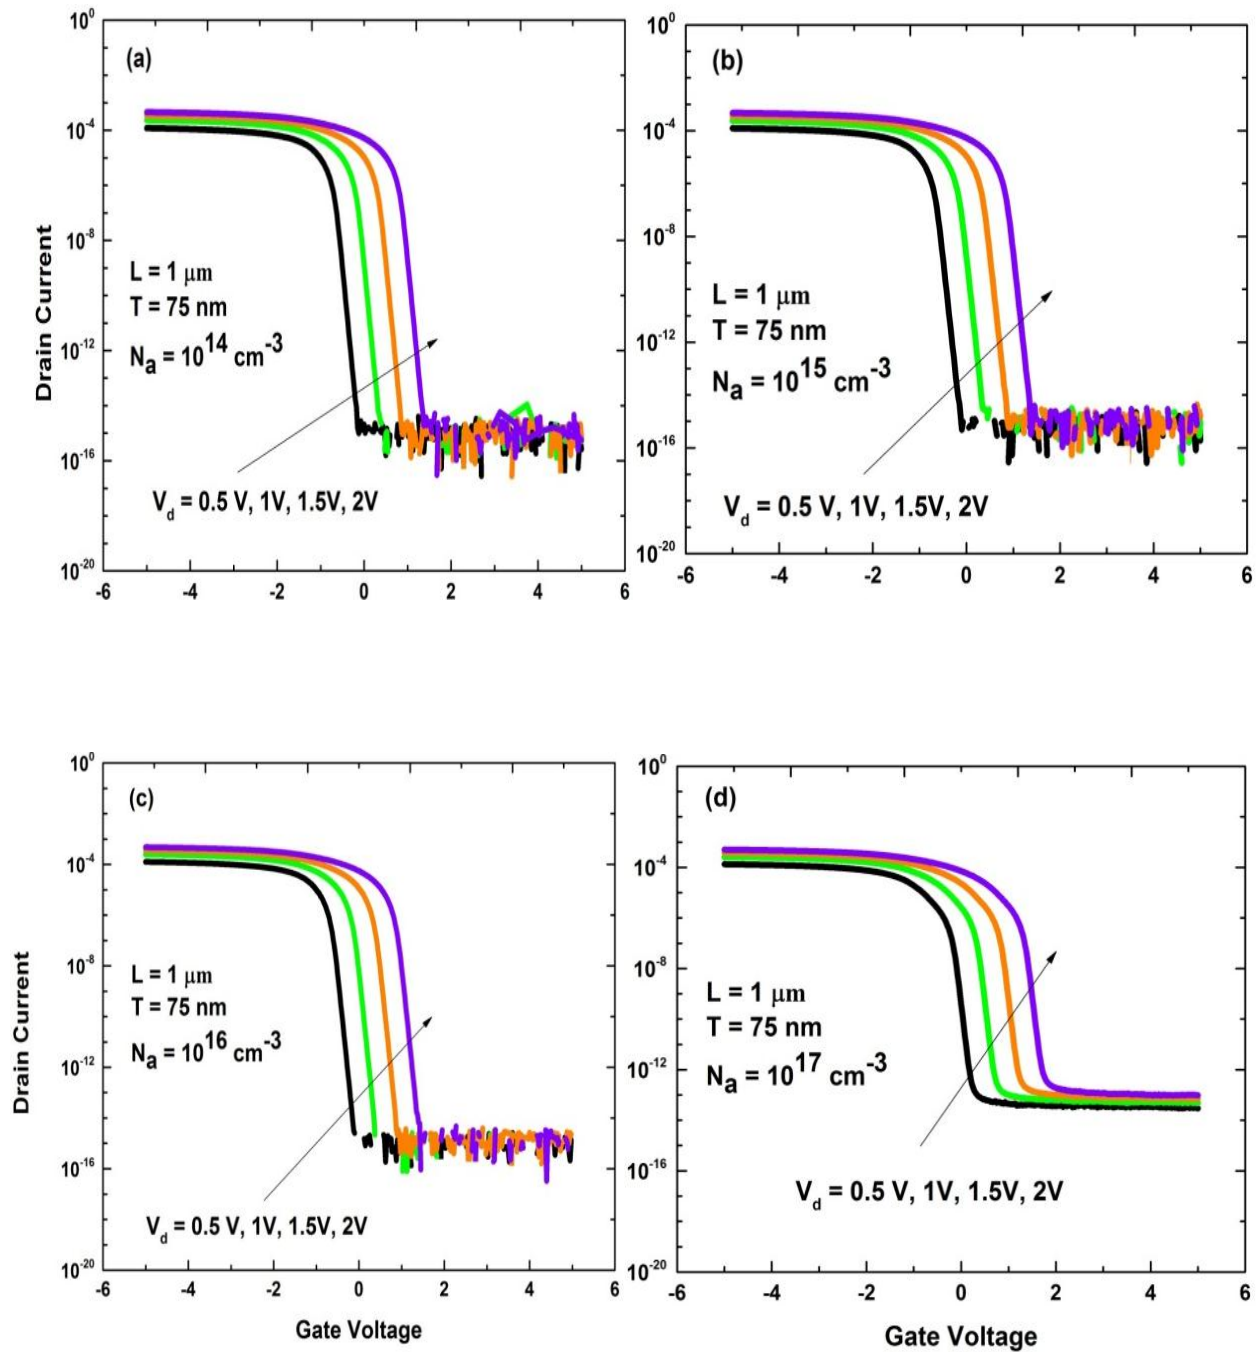 (a)
10^0
10^-4
10^-8
10^-12
10^-16
10^-20
Drain Current
L = 1 μm
T = 75 nm
N_a = 10^14 cm^-3
V_d = 0.5 V, 1V, 1.5V, 2V
-6 -4 -2 0 2 4 6
(b)
10^0
10^-4
10^-8
10^-12
10^-16
10^-20
L = 1 μm
T = 75 nm
N_a = 10^15 cm^-3
V_d = 0.5 V, 1V, 1.5V, 2V
-6 -4 -2 0 2 4 6
(c)
10^0
10^-4
10^-8
10^-12
10^-16
10^-20
Drain Current
L = 1 μm
T = 75 nm
N_a = 10^16 cm^-3
V_d = 0.5 V, 1V, 1.5V, 2V
-6 -4 -2 0 2 4 6
Gate Voltage
(d)
10^0
10^-4
10^-8
10^-12
10^-16
10^-20
L = 1 μm
T = 75 nm
N_a = 10^17 cm^-3
V_d = 0.5 V, 1V, 1.5V, 2V
-6 -4 -2 0 2 4 6
Gate Voltage